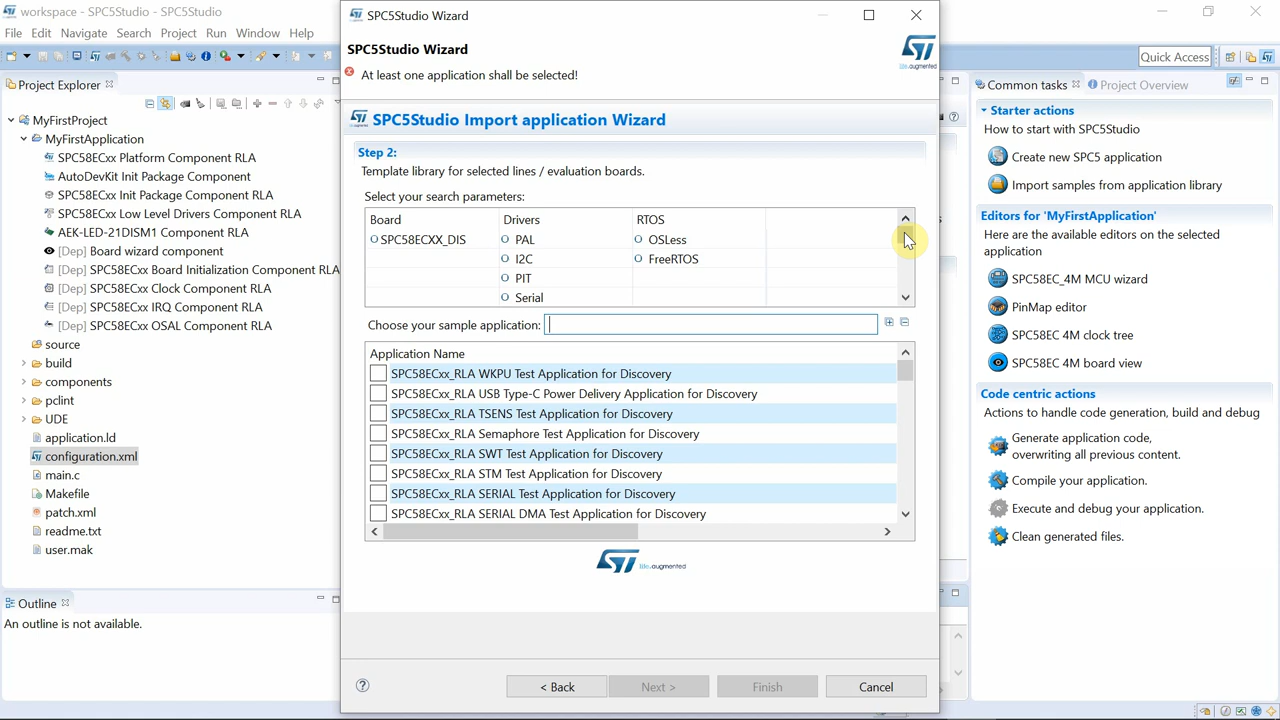 workspace - SPC5Studio - SPC5Studio
File Edit Navigate Search Project Run Window Help
Quick Access
Project Explorer
MyFirstProject
MyFirstApplication
SPC58ECxx Platform Component RLA
AutoDevKit Init Package Component
SPC58ECxx Init Package Component RLA
SPC58ECxx Low Level Drivers Component RLA
AEK-LED-21DISM1 Component RLA
[Dep] Board wizard component
[Dep] SPC58ECxx Board Initialization Component RLA
[Dep] SPC58ECxx Clock Component RLA
[Dep] SPC58ECxx IRQ Component RLA
[Dep] SPC58ECxx OSAL Component RLA
source
build
components
pclint
UDE
application.ld
configuration.xml
main.c
Makefile
patch.xml
readme.txt
user.mak
Outline
An outline is not available.
SPC5Studio Wizard
SPC5Studio Wizard
At least one application shall be selected!
life.augmented
SPC5Studio Import application Wizard
Step 2:
Template library for selected lines / evaluation boards.
Select your search parameters:
Board Drivers RTOS
SPC58ECXX_DIS PAL OSLess
I2C FreeRTOS
PIT
Serial
Choose your sample application:
Application Name
SPC58ECxx_RLA WKPU Test Application for Discovery
SPC58ECxx_RLA USB Type-C Power Delivery Application for Discovery
SPC58ECxx_RLA TSENS Test Application for Discovery
SPC58ECxx_RLA Semaphore Test Application for Discovery
SPC58ECxx_RLA SWT Test Application for Discovery
SPC58ECxx_RLA STM Test Application for Discovery
SPC58ECxx_RLA SERIAL Test Application for Discovery
SPC58ECxx_RLA SERIAL DMA Test Application for Discovery
life.augmented
< Back Next > Finish Cancel
Common tasks Project Overview
Starter actions
How to start with SPC5Studio
Create new SPC5 application
Import samples from application library
Editors for 'MyFirstApplication'
Here are the available editors on the selected
application
SPC58EC_4M MCU wizard
PinMap editor
SPC58EC 4M clock tree
SPC58EC 4M board view
Code centric actions
Actions to handle code generation, build and debug
Generate application code,
overwriting all previous content.
Compile your application.
Execute and debug your application.
Clean generated files.